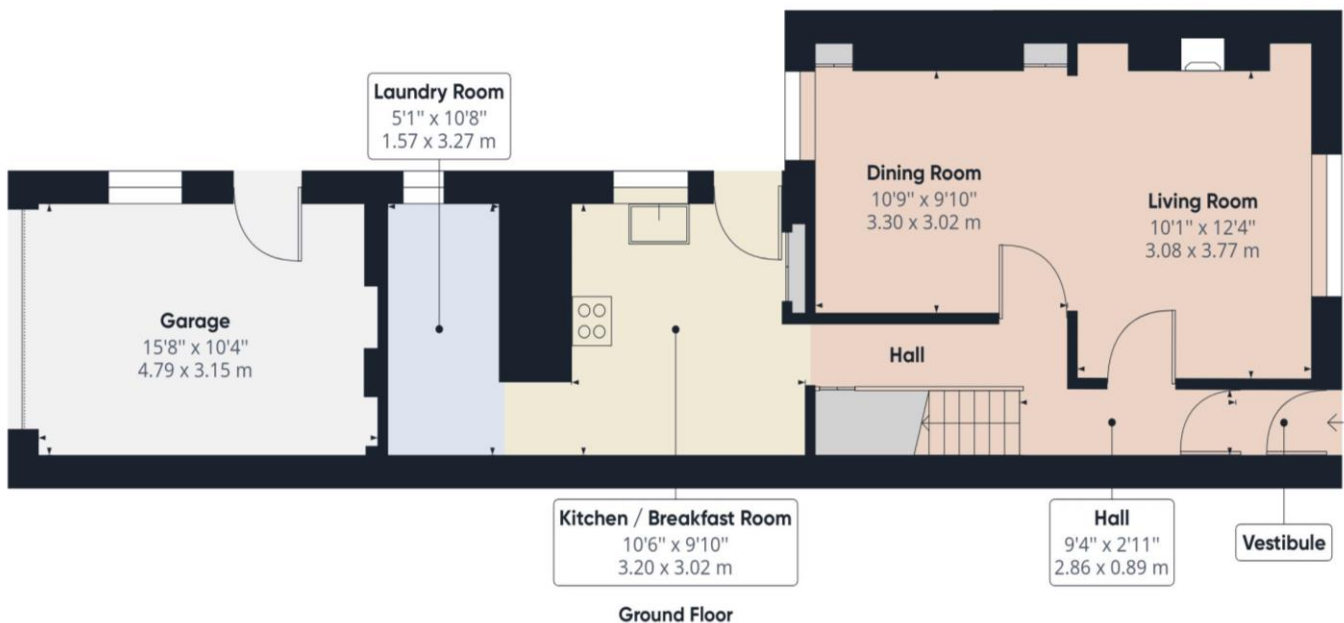 Laundry Room
5'1" x 10'8"
1.57 x 3.27 m
Dining Room
10'9" x 9'10"
3.30 x 3.02 m
Living Room
10'1" x 12'4"
3.08 x 3.77 m
Garage
15'8" x 10'4"
4.79 x 3.15 m
Hall
Kitchen / Breakfast Room
10'6" x 9'10"
3.20 x 3.02 m
Hall
9'4" x 2'11"
2.86 x 0.89 m
Vestibule
Ground Floor